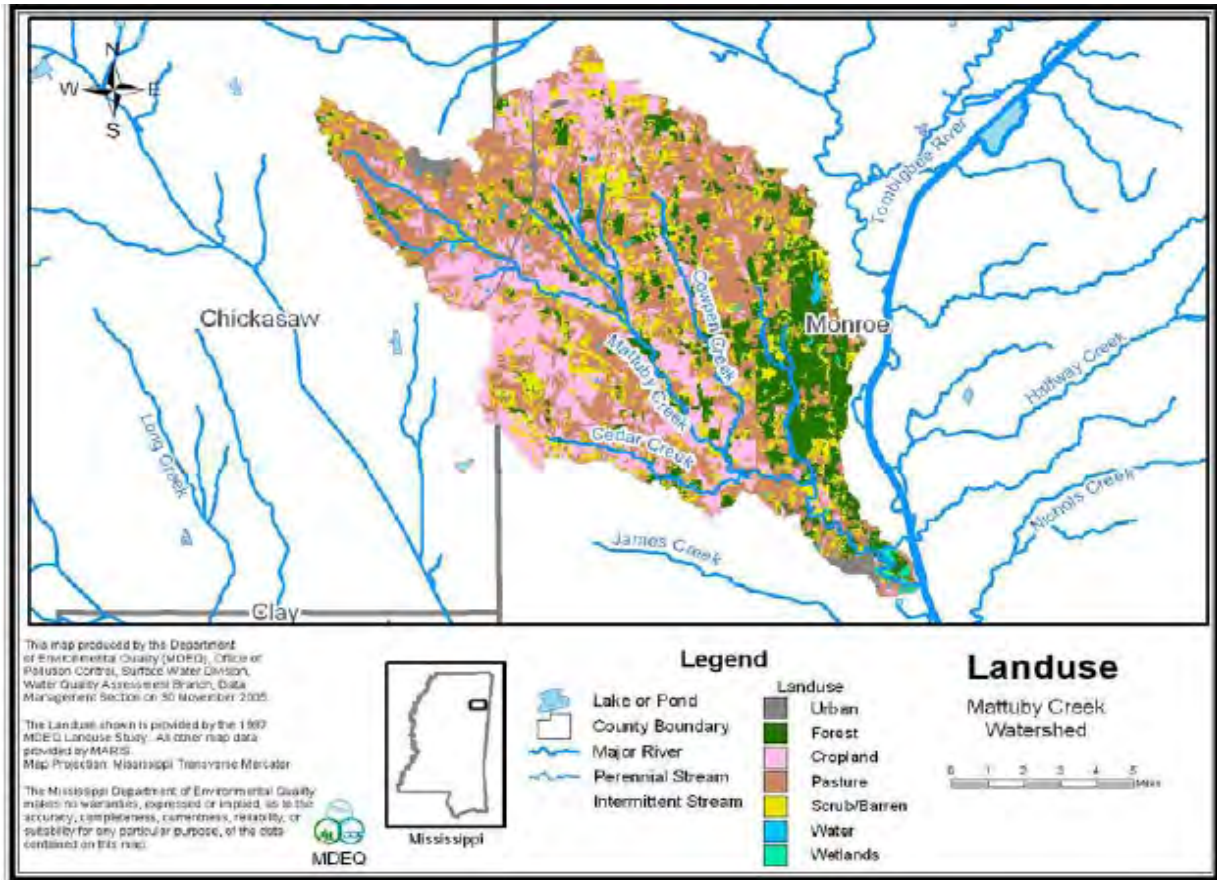 N
W E
S
Tombigbee River
Chickasaw
Monroe
Cowpen Creek
Mattuby Creek
Halfway Creek
Long Creek
Cedar Creek
Nichols Creek
James Creek
Clay
This map produced by the Department
of Environmental Quality (MDEQ), Office of
Pollution Control, Surface Water Division,
Water Quality Assessment Branch, Data
Management Section on 30 November 2005.
The Landuse shown is provided by the
MDEQ Landuse Study. All other map data
provided by MARIS.
Map Projection: Mississippi Transverse Mercator
The Mississippi Department of Environmental Quality
makes no warranties, expressed or implied, as to the
accuracy, completeness, currentness, reliability, or
suitability for any particular purpose, of the data
contained on this map.
MDEQ
Mississippi
Legend
Lake or Pond
County Boundary
Major River
Perennial Stream
Intermittent Stream
Landuse
Urban
Forest
Cropland
Pasture
Scrub/Barren
Water
Wetlands
Landuse
Mattuby Creek
Watershed
0 1 2 3 4 5
Miles